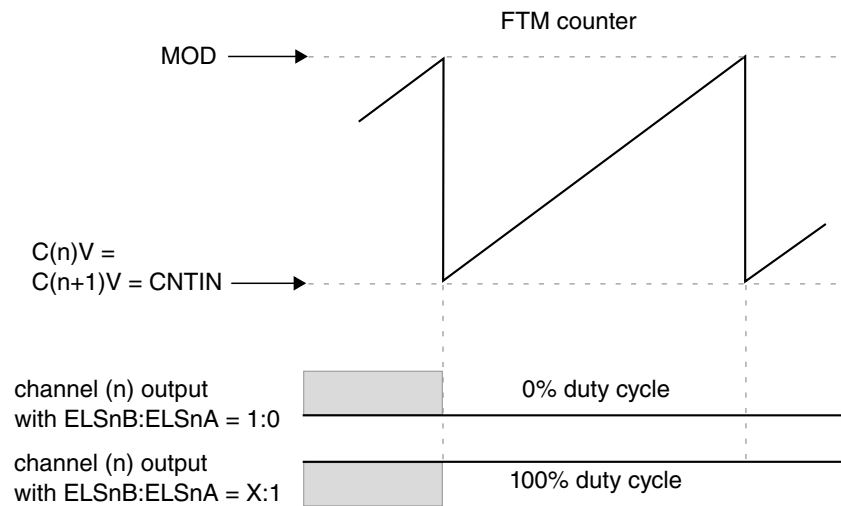 FTM counter
MOD
C(n)V =
C(n+1)V = CNTIN
channel (n) output
with ELSnB:ELSnA = 1:0
0% duty cycle
channel (n) output
with ELSnB:ELSnA = X:1
100% duty cycle